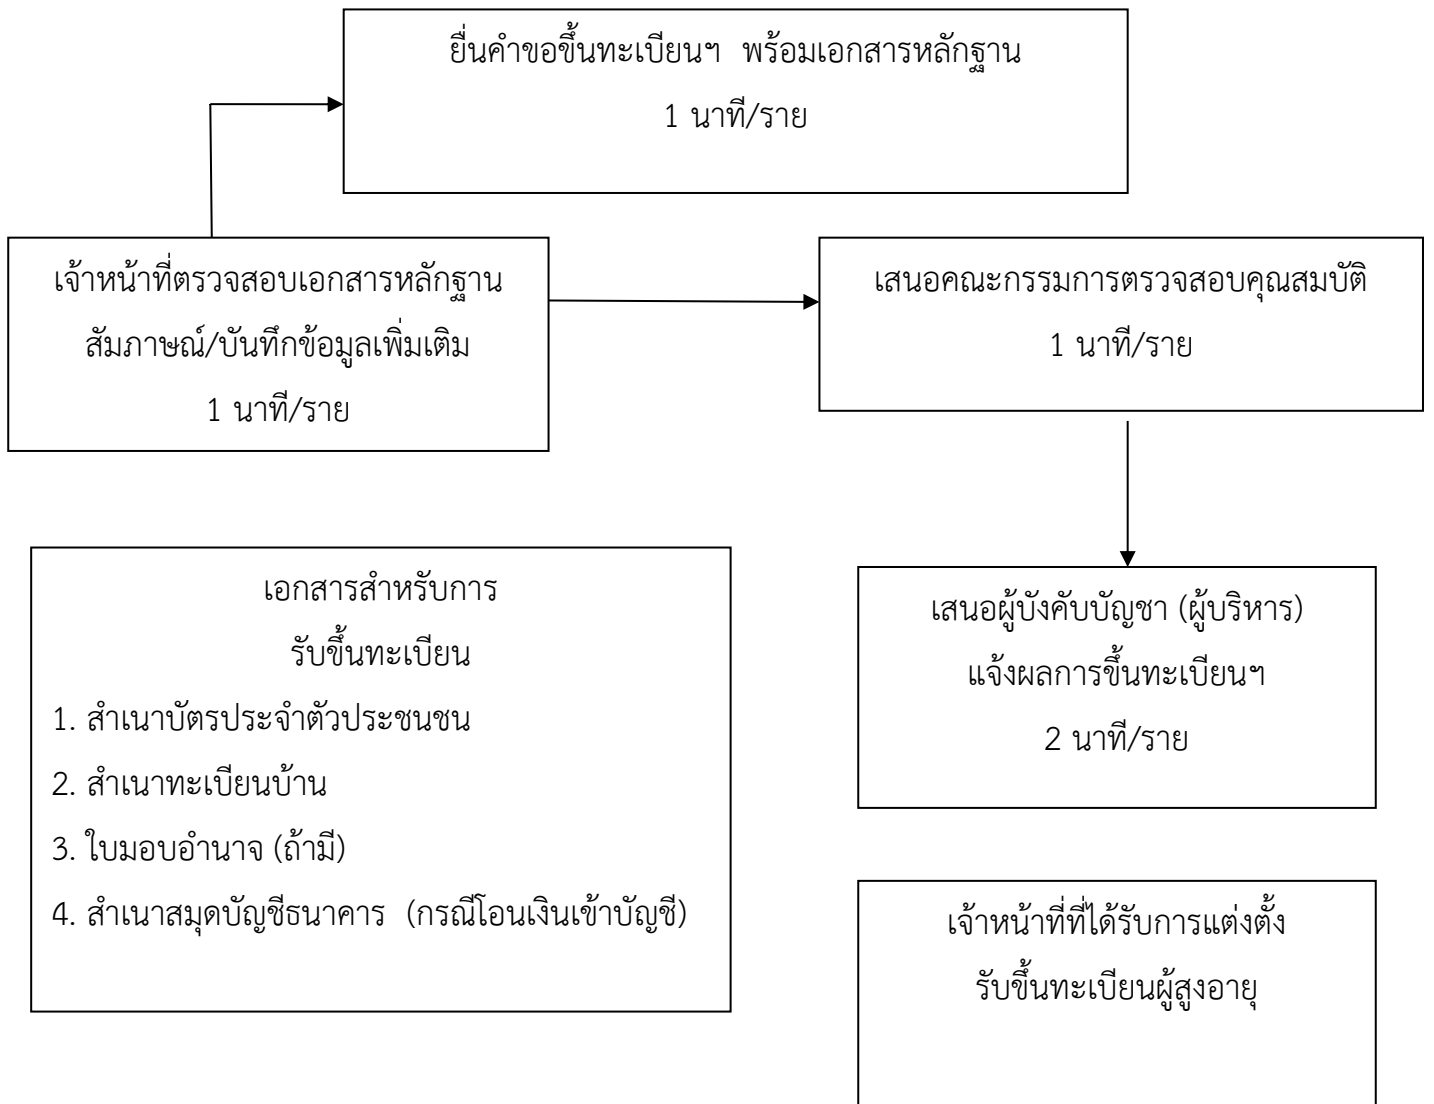 ยื่นคำขอขึ้นทะเบียนฯ พร้อมเอกสารหลักฐาน
1 นาที/ราย
เจ้าหน้าที่ตรวจสอบเอกสารหลักฐาน
สัมภาษณ์/บันทึกข้อมูลเพิ่มเติม
1 นาที/ราย
เสนอคณะกรรมการตรวจสอบคุณสมบัติ
1 นาที/ราย
เอกสารสำหรับการ
รับขึ้นทะเบียน
1. สำเนาบัตรประจำตัวประชนชน
2. สำเนาทะเบียนบ้าน
3. ใบมอบอำนาจ (ถ้ามี)
4. สำเนาสมุดบัญชีธนาคาร (กรณีโอนเงินเข้าบัญชี)
เสนอผู้บังคับบัญชา (ผู้บริหาร)
แจ้งผลการขึ้นทะเบียนฯ
2 นาที/ราย
เจ้าหน้าที่ที่ได้รับการแต่งตั้ง
รับขึ้นทะเบียนผู้สูงอายุ